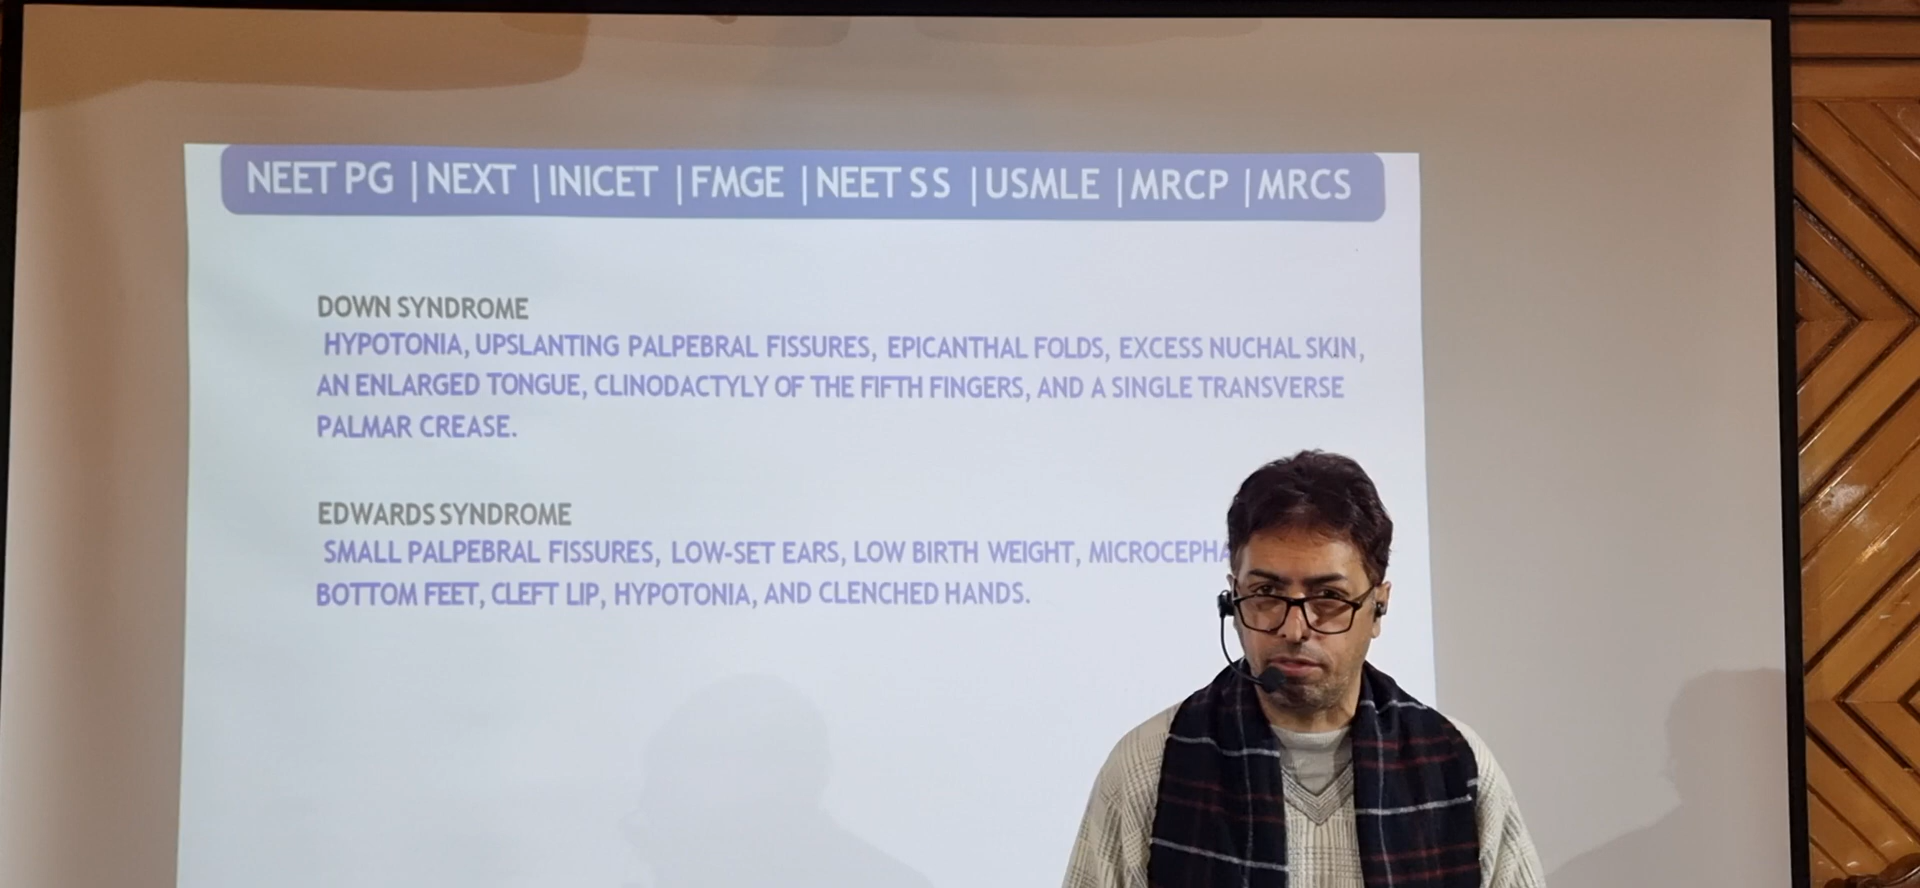 NEET PG | NEXT | INICET | FMGE | NEET SS | USMLE | MRCP | MRCS
DOWN SYNDROME
HYPOTONIA, UPSLANTING PALPEBRAL FISSURES, EPICANTHAL FOLDS, EXCESS NUCHAL SKIN,
AN ENLARGED TONGUE, CLINODACTYLY OF THE FIFTH FINGERS, AND A SINGLE TRANSVERSE
PALMAR CREASE.
EDWARDS SYNDROME
SMALL PALPEBRAL FISSURES, LOW-SET EARS, LOW BIRTH WEIGHT,
BOTTOM FEET, CLEFT LIP, HYPOTONIA, AND CLENCHED HANDS.